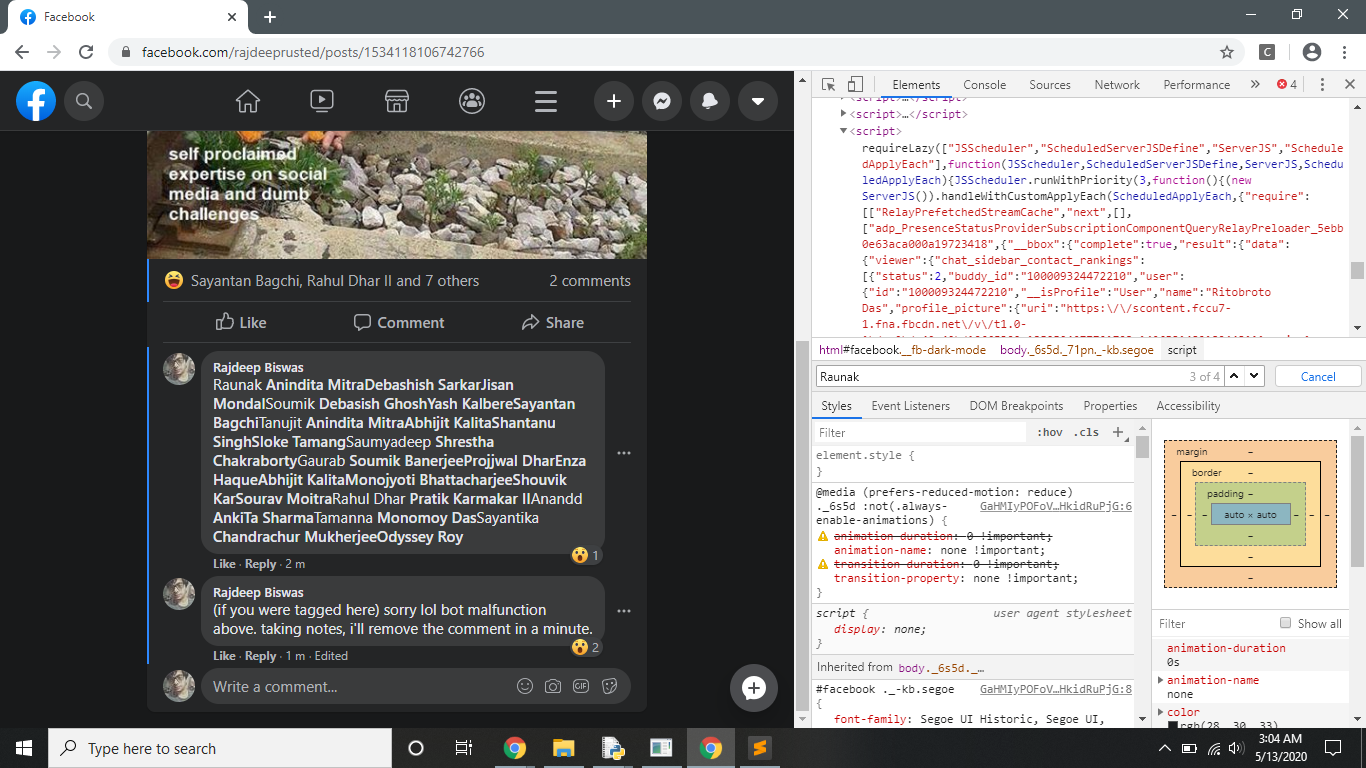 Facebook
facebook.com/rajdeeprusted/posts/1534118106742766
C
self proclaimed
expertise on social
media and dumb
challenges
Sayantan Bagchi, Rahul Dhar II and 7 others
2 comments
Like
Comment
Share
Rajdeep Biswas
Raunak Anindita MitraDebashish SarkarJisan
MondalSoumik Debasish GhoshYash KalbereSayantan
BagchiTanujit Anindita MitraAbhijit KalitaShantanu
SinghSloke TamangSaumyadeep Shrestha
ChakrabortyGaurab Soumik BanerjeeProjjwal DharEnza
HaqueAbhijit KalitaMonojyoti BhattacharjeeShouvik
KarSourav MoitraRahul Dhar Pratik Karmakar IIAnandd
AnkiTa SharmaTamanna Monomoy DasSayantika
Chandrachur MukherjeeOdyssey Roy
1
Like · Reply · 2 m
Rajdeep Biswas
(if you were tagged here) sorry lol bot malfunction
above. taking notes, i'll remove the comment in a minute.
2
Like · Reply · 1 m · Edited
Write a comment...
GIF
Elements
Console
Sources
Network
Performance
4
<script>…</script>
<script>…</script>
<script>
requireLazy(["JSScheduler","ScheduledServerJSDefine","ServerJS","Schedule
dApplyEach"],function(JSScheduler,ScheduledServerJSDefine,ServerJS,Schedu
ledApplyEach){JSScheduler.runWithPriority(3,function(){(new
ServerJS()).handleWithCustomApplyEach(ScheduledApplyEach,{"require":
[["RelayPrefetchedStreamCache","next",[],
["adp_PresenceStatusProviderSubscriptionComponentQueryRelayPreloader_5ebb
0e63aca000a19723418",{"__bbox":{"complete":true,"result":{"data":
{"viewer":{"chat_sidebar_contact_rankings":
[{"status":2,"buddy_id":"100009324472210","user":
{"id":"100009324472210","__isProfile":"User","name":"Ritobroto
Das","profile_picture":{"uri":"https:\/\/scontent.fccu7-
1.fna.fbcdn.net\/v\/t1.0-
html#facebook.__fb-dark-mode
body._6s5d._71pn._-kb.segoe
script
Raunak
3 of 4
Cancel
Styles
Event Listeners
DOM Breakpoints
Properties
Accessibility
Filter
:hov
.cls
+
element.style {
}
@media (prefers-reduced-motion: reduce)
._6s5d :not(.always-
enable-animations) {
GaHMIyPOFoV…HkidRuPjG:6
animation-duration: 0 !important;
animation-name: none !important;
transition-duration: 0 !important;
transition-property: none !important;
}
script {
user agent stylesheet
display: none;
}
Inherited from body._6s5d._…
#facebook ._-kb.segoe
GaHMIyPOFoV…HkidRuPjG:8
{
font-family: Segoe UI Historic, Segoe UI,
margin
–
border
–
padding
–
auto × auto
Filter
Show all
animation-duration
0s
animation-name
none
color
rgb(28, 30, 33)
Type here to search
3:04 AM
5/13/2020